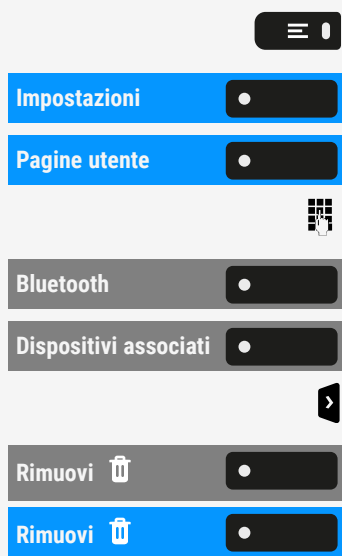 Impostazioni
Pagine utente
Bluetooth
Dispositivi associati
Rimuovi
Rimuovi